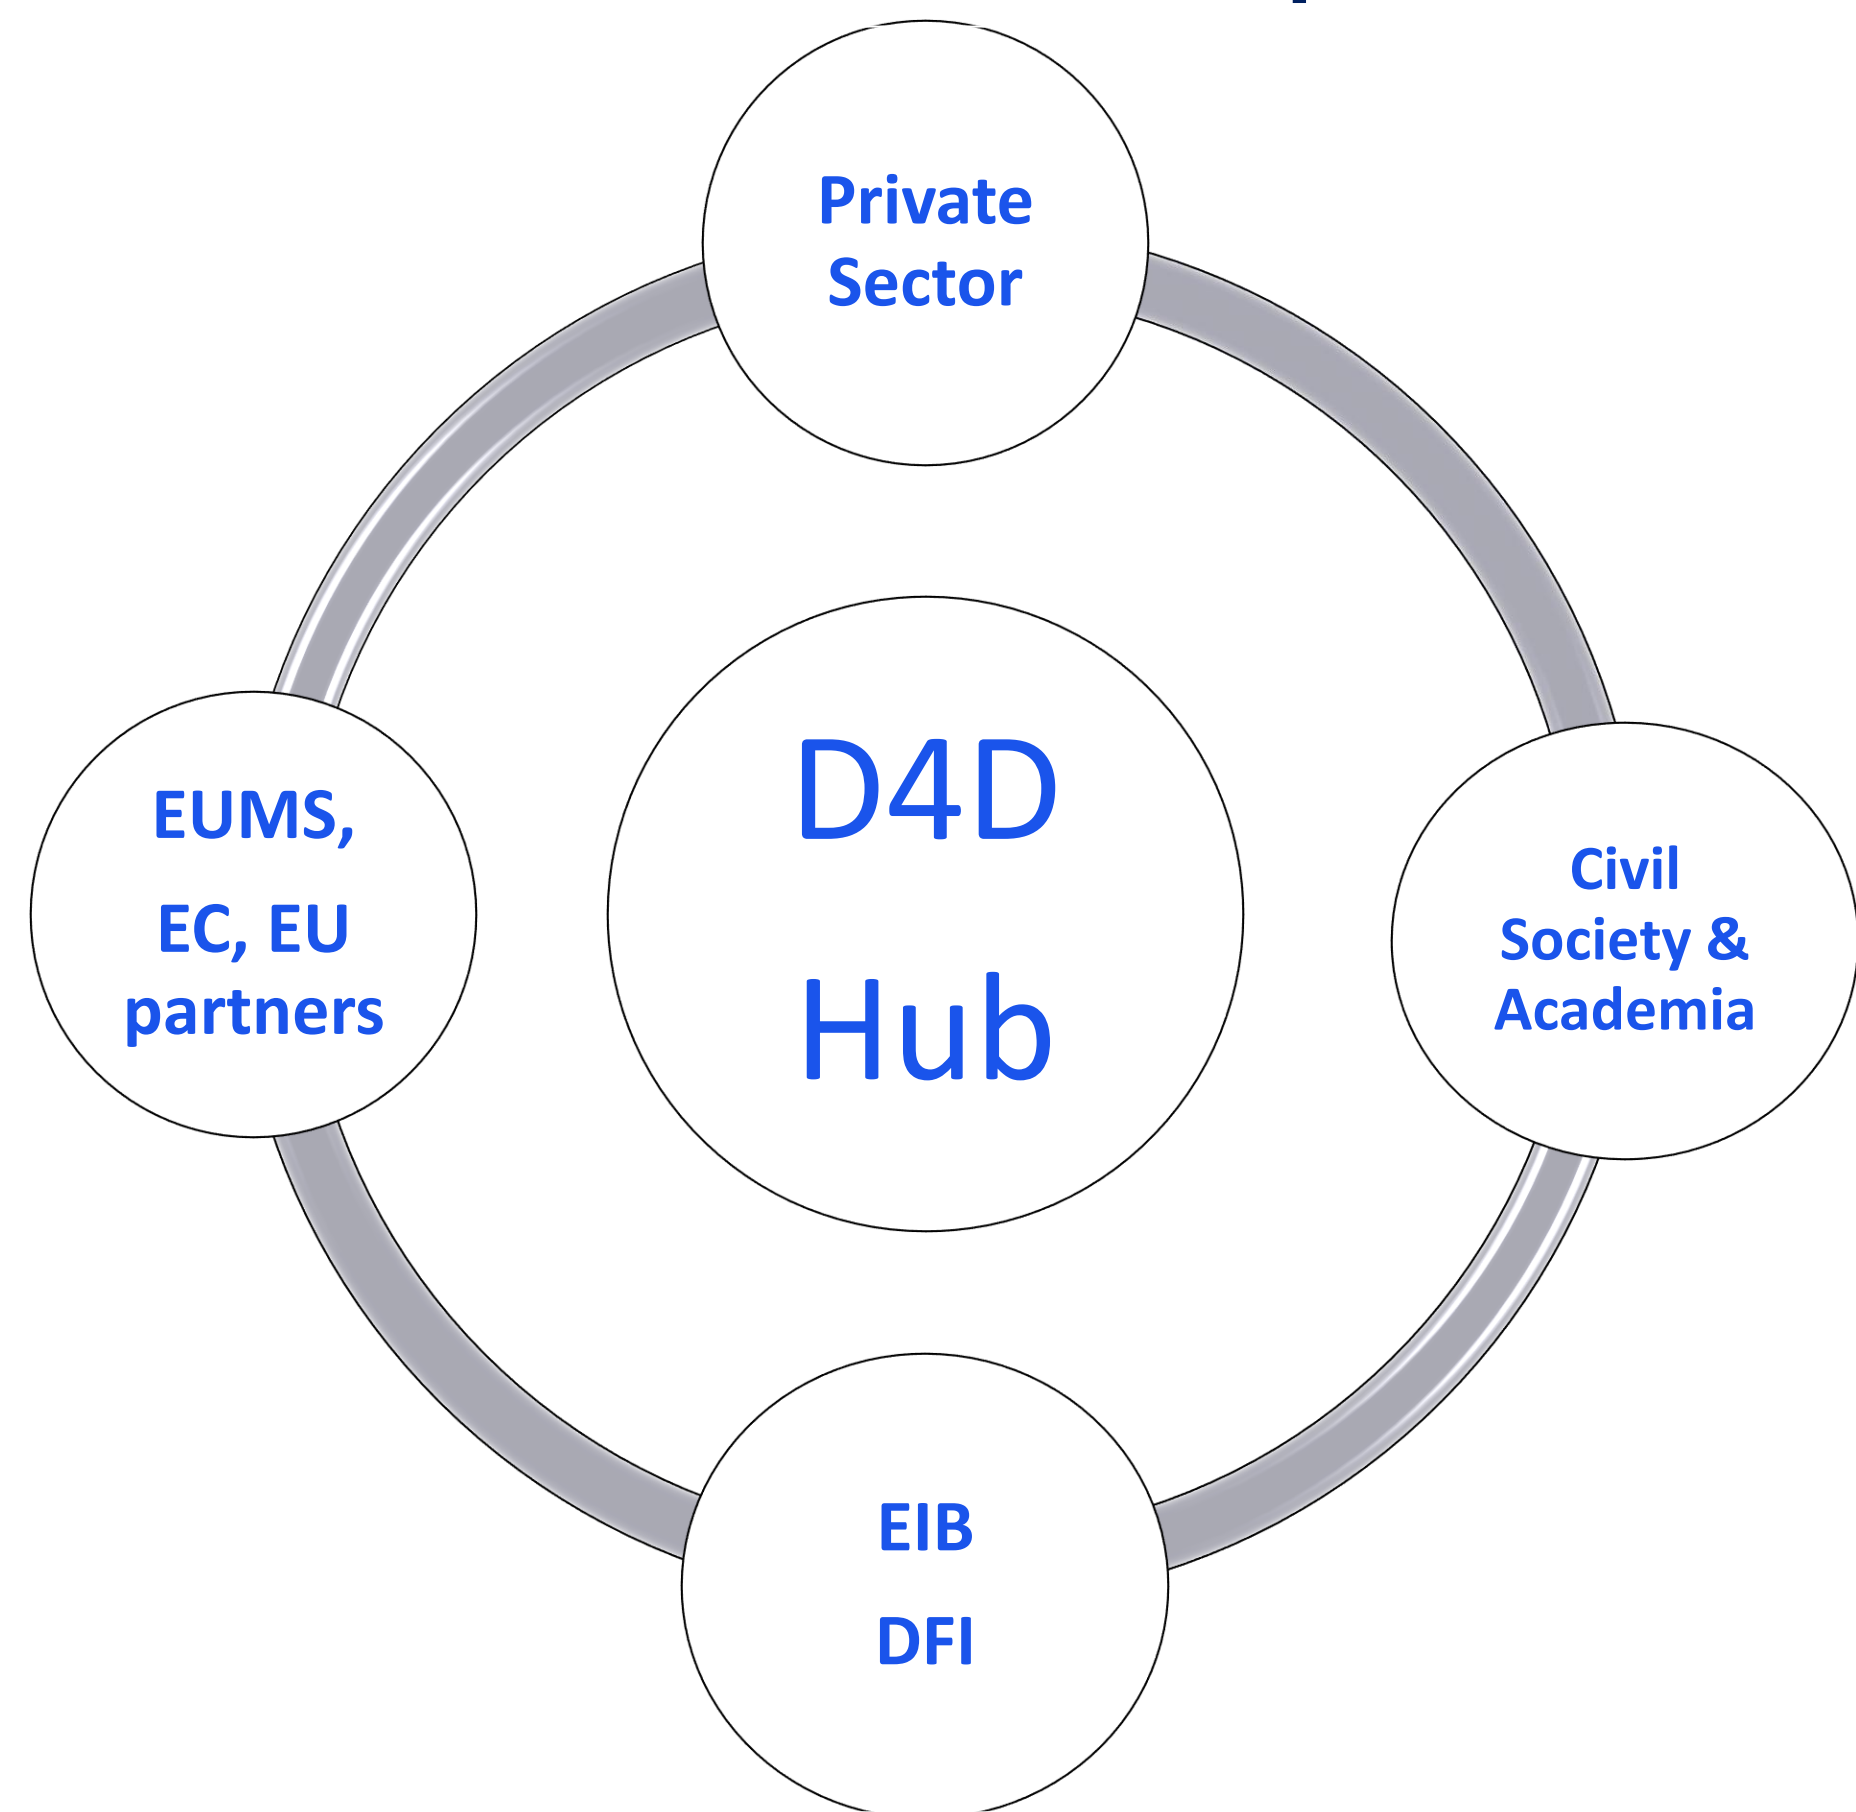 Private
Sector
EUMS,
EC, EU
partners
D4D
Hub
Civil
Society &
Academia
EIB
DFI